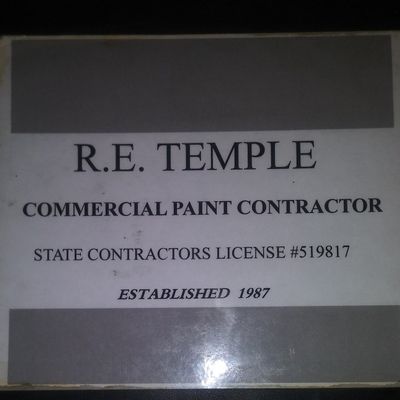 R.E. TEMPLE
COMMERCIAL PAINT CONTRACTOR
STATE CONTRACTORS LICENSE #519817
ESTABLISHED 1987